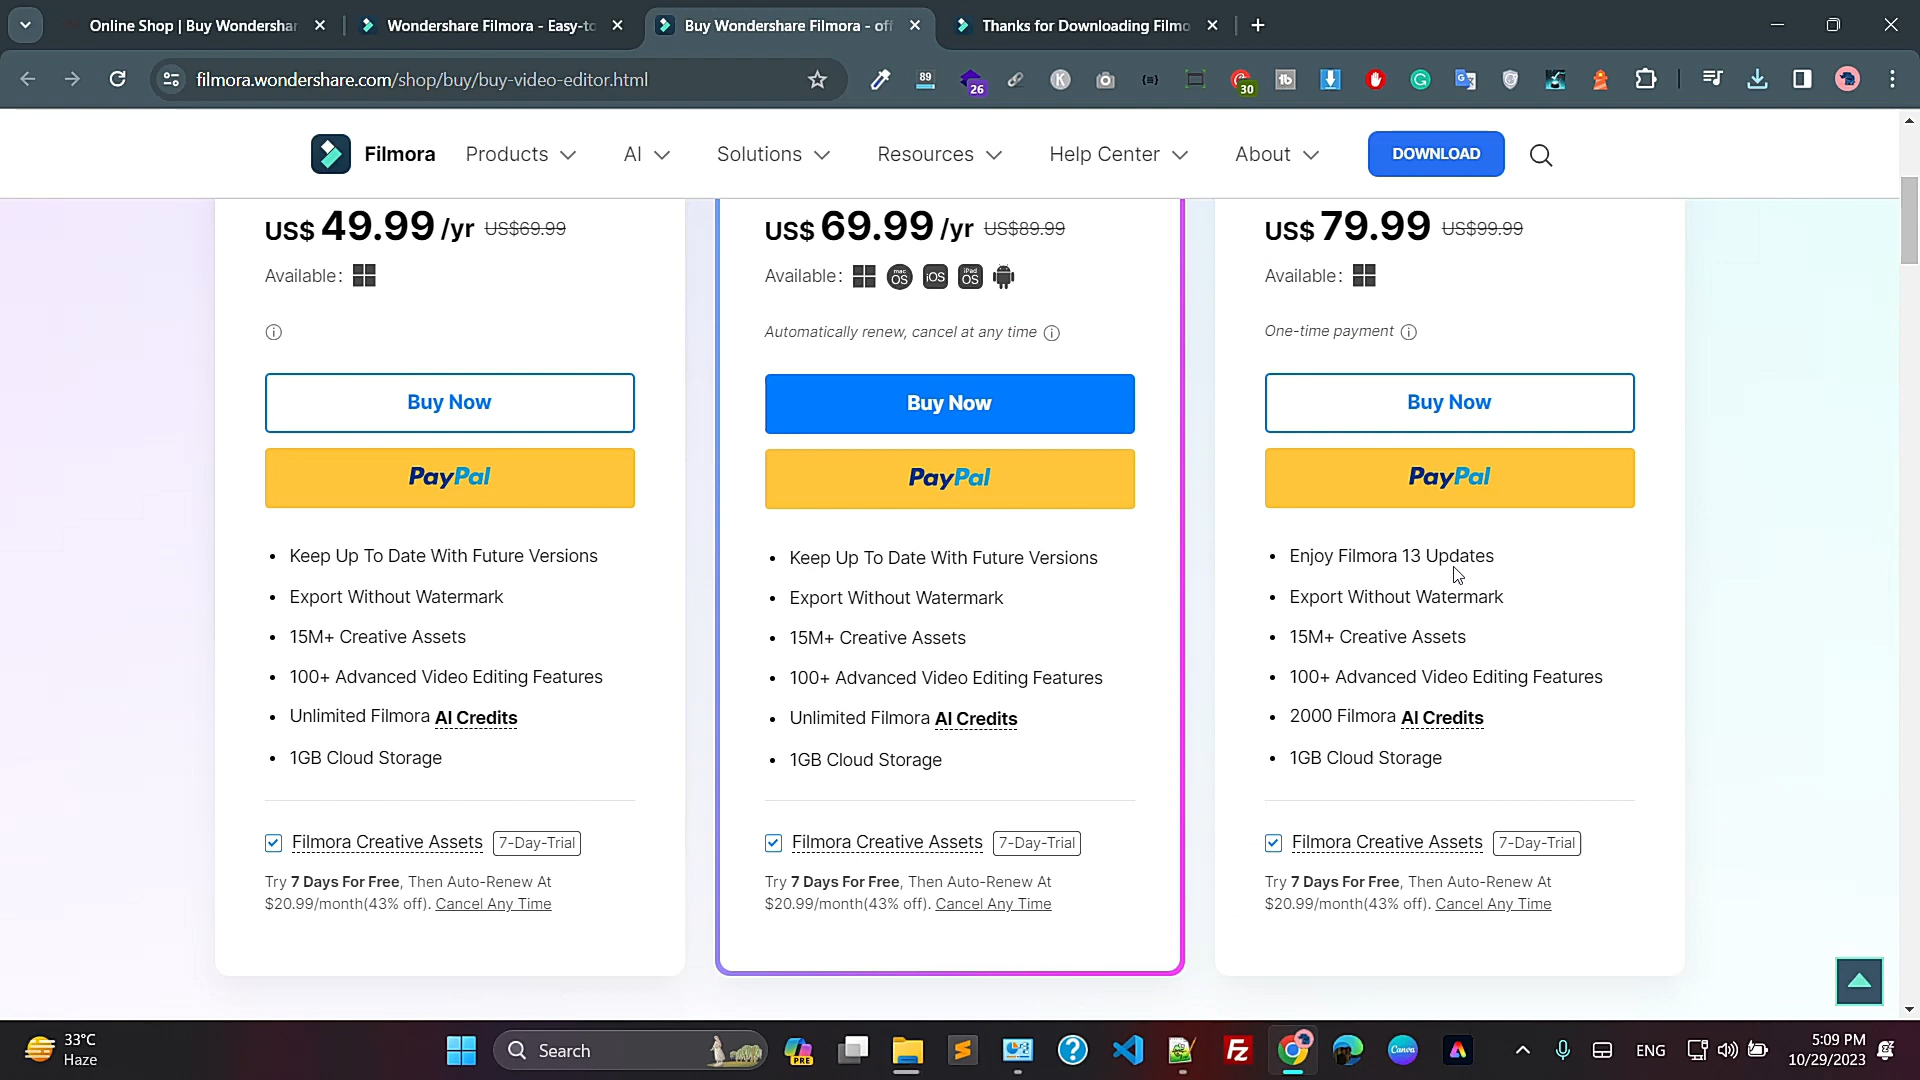 Online Shop | Buy Wondershar
Wondershare Filmora - Easy-to
Buy Wondershare Filmora - off
Thanks for Downloading Filmo
filmora.wondershare.com/shop/buy/buy-video-editor.html
89
26
30
Filmora
Products
AI
Solutions
Resources
Help Center
About
DOWNLOAD
US$ 49.99 /yr US$69.99
Available:
Buy Now
PayPal
• Keep Up To Date With Future Versions
• Export Without Watermark
• 15M+ Creative Assets
• 100+ Advanced Video Editing Features
• Unlimited Filmora AI Credits
• 1GB Cloud Storage
Filmora Creative Assets 7-Day-Trial
Try 7 Days For Free, Then Auto-Renew At
$20.99/month(43% off). Cancel Any Time
US$ 69.99 /yr US$89.99
Available: mac OS iOS iPad OS
Automatically renew, cancel at any time
Buy Now
PayPal
• Keep Up To Date With Future Versions
• Export Without Watermark
• 15M+ Creative Assets
• 100+ Advanced Video Editing Features
• Unlimited Filmora AI Credits
• 1GB Cloud Storage
Filmora Creative Assets 7-Day-Trial
Try 7 Days For Free, Then Auto-Renew At
$20.99/month(43% off). Cancel Any Time
US$ 79.99 US$99.99
Available:
One-time payment
Buy Now
PayPal
• Enjoy Filmora 13 Updates
• Export Without Watermark
• 15M+ Creative Assets
• 100+ Advanced Video Editing Features
• 2000 Filmora AI Credits
• 1GB Cloud Storage
Filmora Creative Assets 7-Day-Trial
Try 7 Days For Free, Then Auto-Renew At
$20.99/month(43% off). Cancel Any Time
33°C
Haze
Search
PRE
Canva
ENG
5:09 PM
10/29/2023